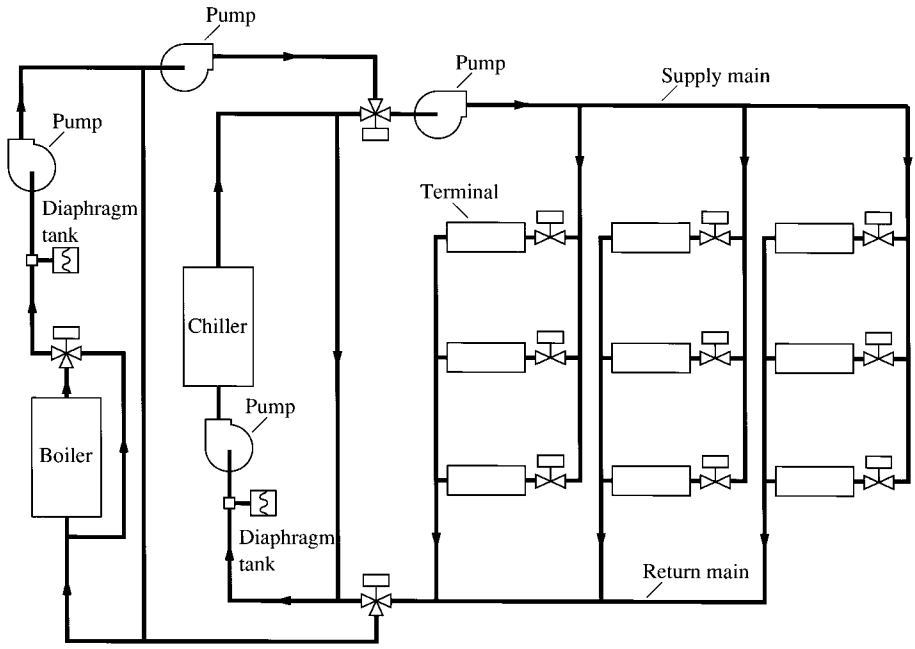 Pump
Pump
Supply main
Pump
Terminal
Diaphragm
tank
Chiller
Pump
Boiler
Diaphragm
tank
Return main